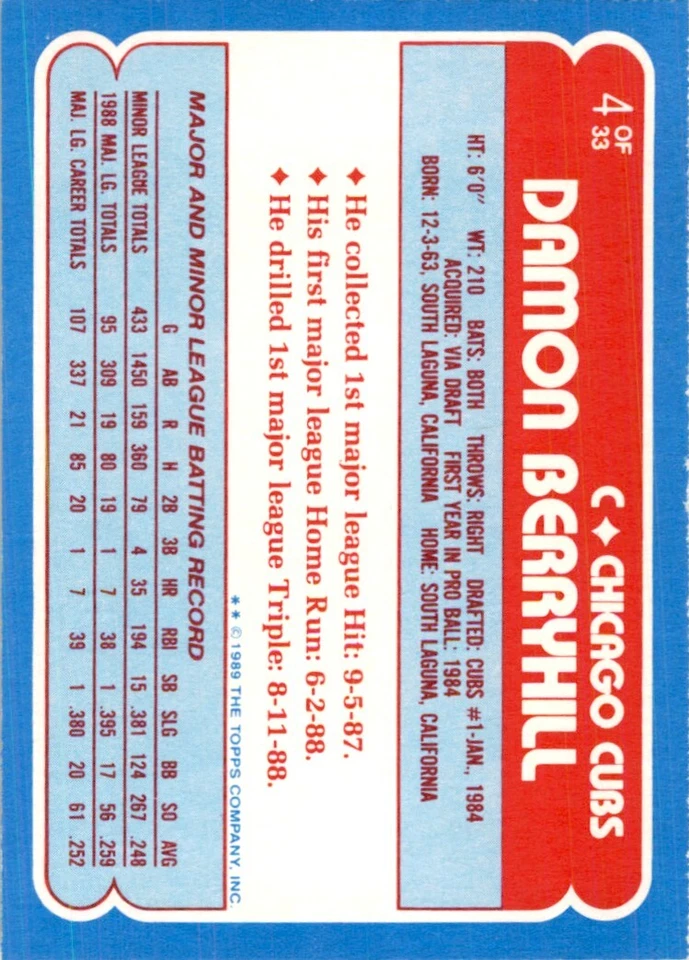 4 OF 33
C ✦ CHICAGO CUBS
DAMON BERRYHILL
HT: 6'0" WT: 210 BATS: BOTH THROWS: RIGHT DRAFTED: CUBS #1-JAN., 1984
ACQUIRED: VIA DRAFT FIRST YEAR IN PRO BALL: 1984
BORN: 12-3-63, SOUTH LAGUNA, CALIFORNIA HOME: SOUTH LAGUNA, CALIFORNIA
✦ He collected 1st major league Hit: 9-5-87.
✦ His first major league Home Run: 6-2-88.
✦ He drilled 1st major league Triple: 8-11-88.
** © 1989 THE TOPPS COMPANY, INC.
MAJOR AND MINOR LEAGUE BATTING RECORD
G AB R H 2B 3B HR RBI SB SLG BB SO AVG
MINOR LEAGUE TOTALS 433 1450 159 360 79 4 35 194 15 .381 124 267 .248
1988 MAJ. LG. TOTALS 95 309 19 80 19 1 7 38 1 .395 17 56 .259
MAJ. LG. CAREER TOTALS 107 337 21 85 20 1 7 39 1 .380 20 61 .252